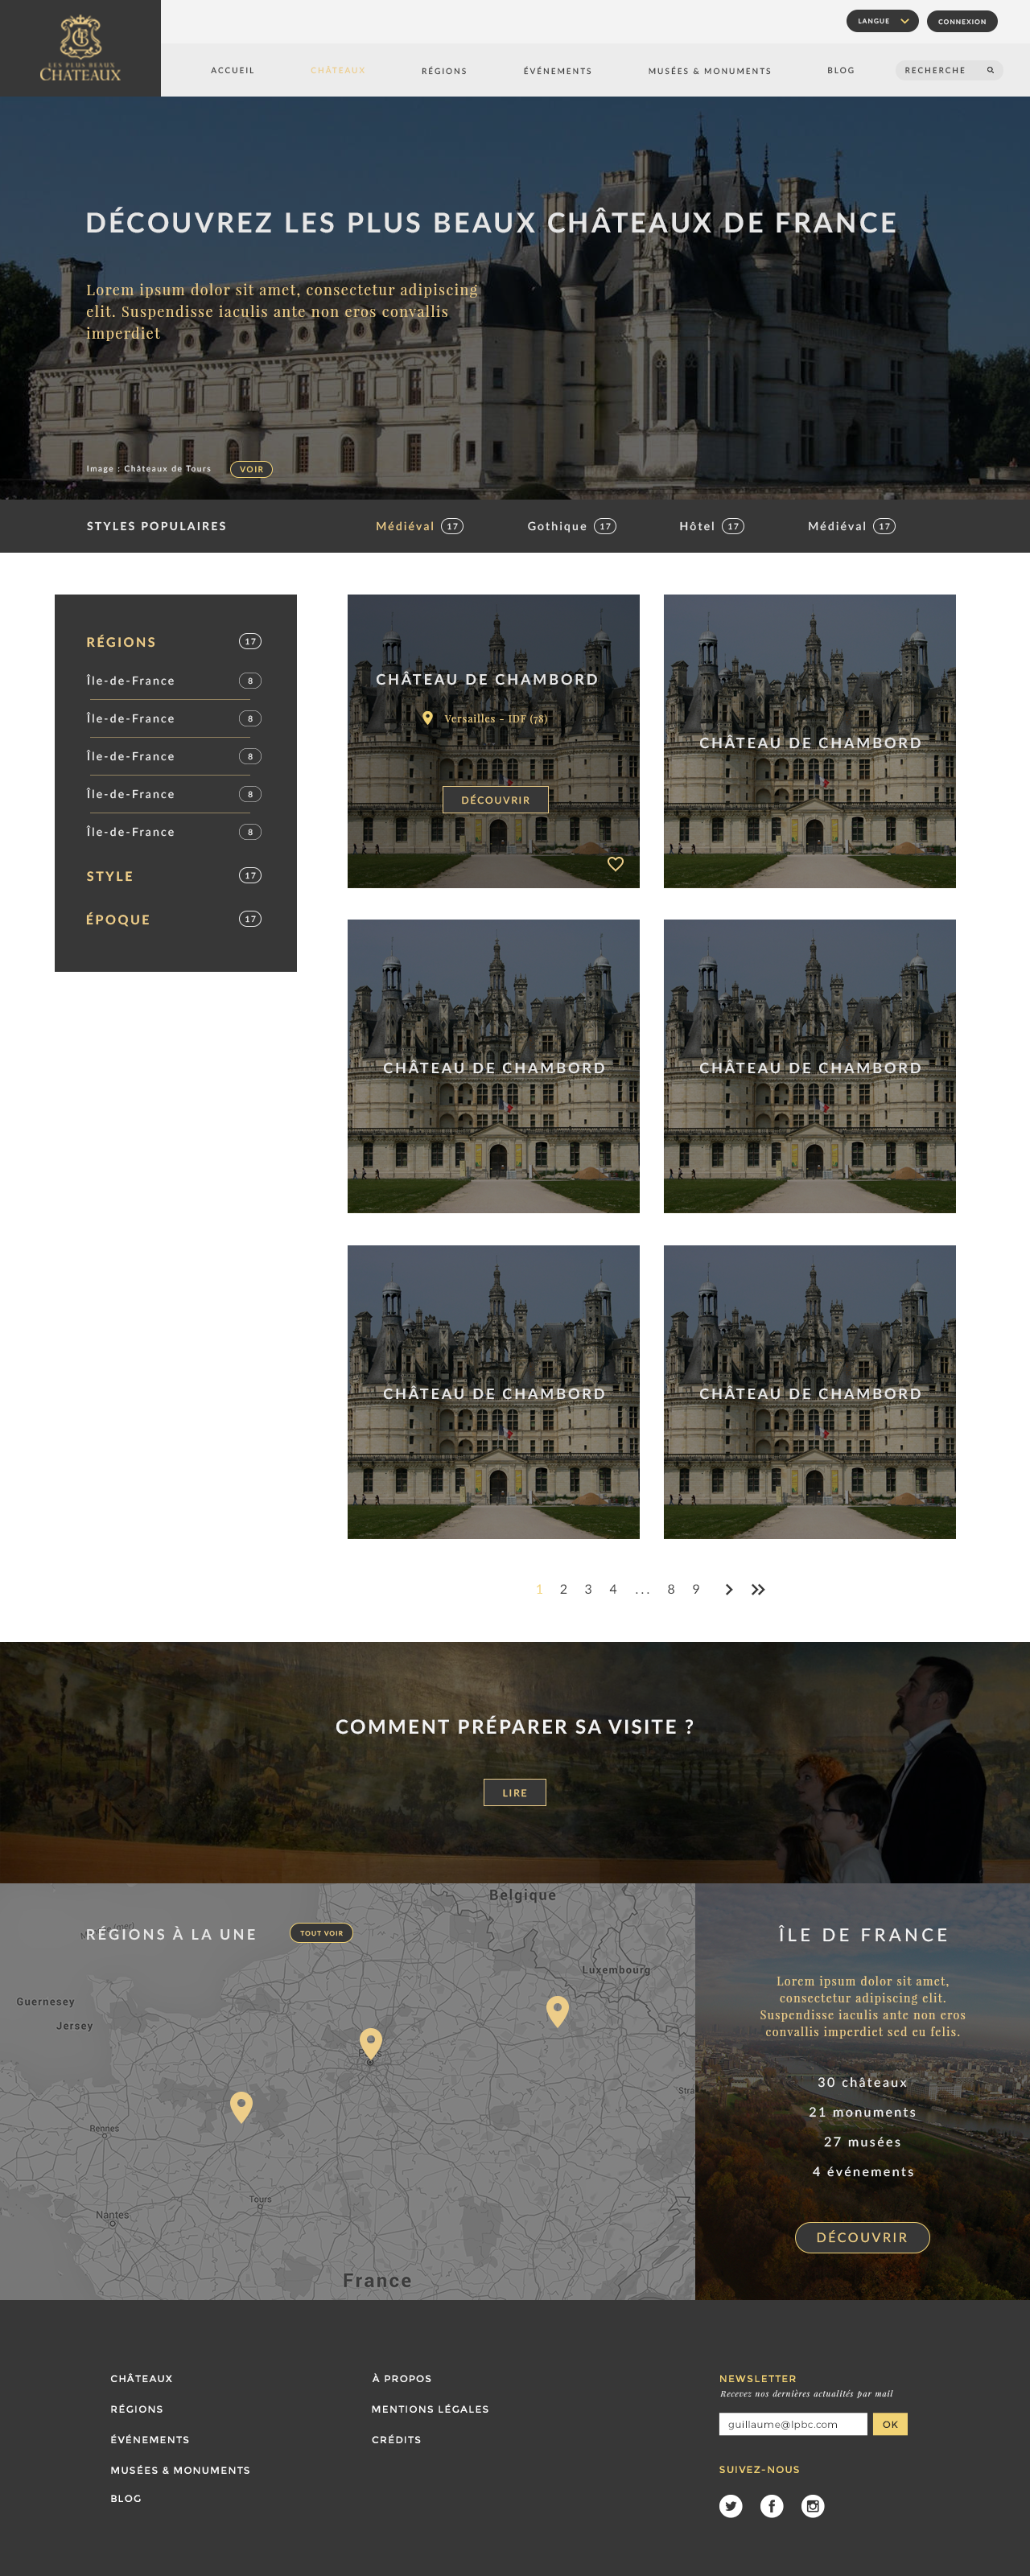 LES PLUS BEAUX
CHATEAUX
LANGUE
CONNEXION
ACCUEIL
CHÂTEAUX
RÉGIONS
ÉVÉNEMENTS
MUSÉES & MONUMENTS
BLOG
RECHERCHE
DÉCOUVREZ LES PLUS BEAUX CHÂTEAUX DE FRANCE
Lorem ipsum dolor sit amet, consectetur adipiscing
elit. Suspendisse iaculis ante non eros convallis
imperdiet
Image : Châteaux de Tours
VOIR
STYLES POPULAIRES
Médiéval 17
Gothique 17
Hôtel 17
Médiéval 17
RÉGIONS 17
Île-de-France 8
Île-de-France 8
Île-de-France 8
Île-de-France 8
Île-de-France 8
STYLE 17
ÉPOQUE 17
CHÂTEAU DE CHAMBORD
Versailles - IDF (78)
DÉCOUVRIR
CHÂTEAU DE CHAMBORD
CHÂTEAU DE CHAMBORD
CHÂTEAU DE CHAMBORD
CHÂTEAU DE CHAMBORD
CHÂTEAU DE CHAMBORD
1 2 3 4 ... 8 9
COMMENT PRÉPARER SA VISITE ?
LIRE
RÉGIONS À LA UNE
TOUT VOIR
Belgique
Luxembourg
Guernesey
Jersey
Rennes
Tours
Nantes
France
ÎLE DE FRANCE
Lorem ipsum dolor sit amet,
consectetur adipiscing elit.
Suspendisse iaculis ante non eros
convallis imperdiet sed eu felis.
30 châteaux
21 monuments
27 musées
4 événements
DÉCOUVRIR
CHÂTEAUX
RÉGIONS
ÉVÉNEMENTS
MUSÉES & MONUMENTS
BLOG
À PROPOS
MENTIONS LÉGALES
CRÉDITS
NEWSLETTER
Recevez nos dernières actualités par mail
guillaume@lpbc.com
OK
SUIVEZ-NOUS